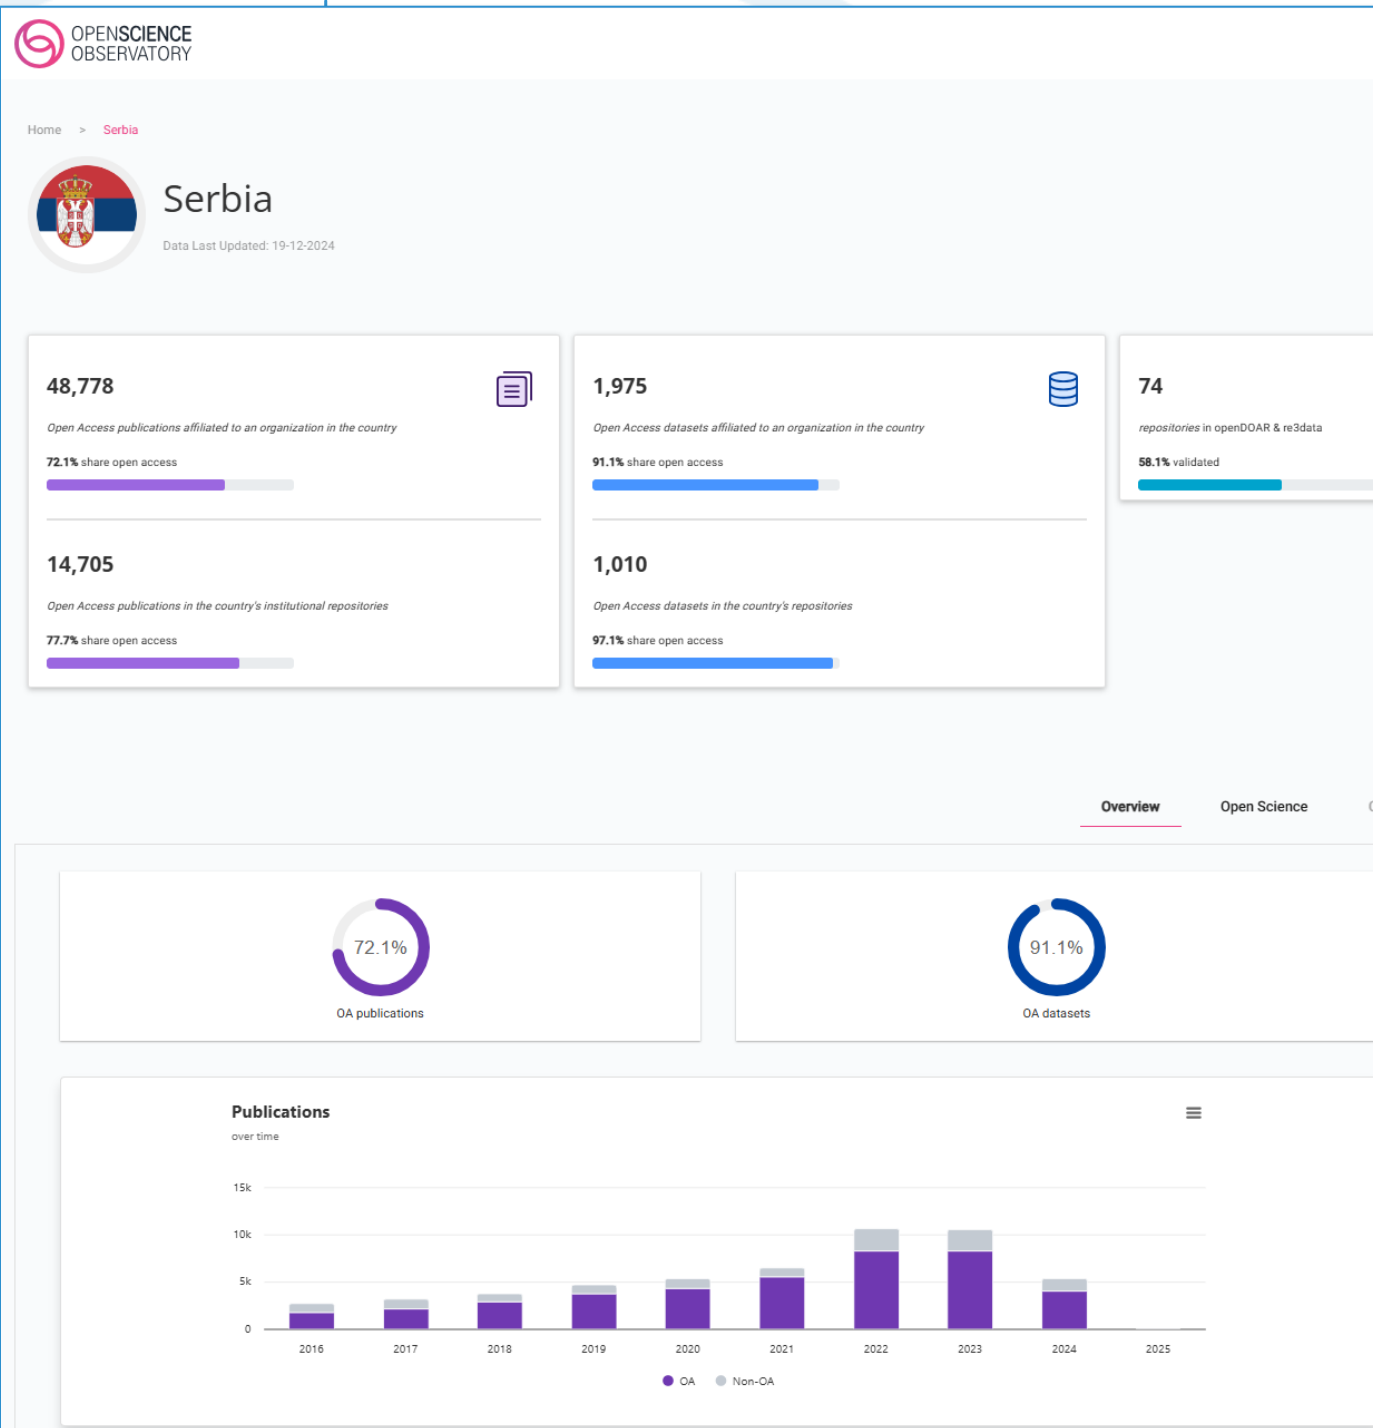 OPENSCIENCE
OBSERVATORY
Home > Serbia
Serbia
Data Last Updated: 19-12-2024
48,778
Open Access publications affiliated to an organization in the country
72.1% share open access
14,705
Open Access publications in the country's institutional repositories
77.7% share open access
1,975
Open Access datasets affiliated to an organization in the country
91.1% share open access
1,010
Open Access datasets in the country's repositories
97.1% share open access
74
repositories in openDOAR & re3data
58.1% validated
Overview Open Science
72.1%
OA publications
91.1%
OA datasets
Publications
over time
15k
10k
5k
0
2016 2017 2018 2019 2020 2021 2022 2023 2024 2025
OA Non-OA